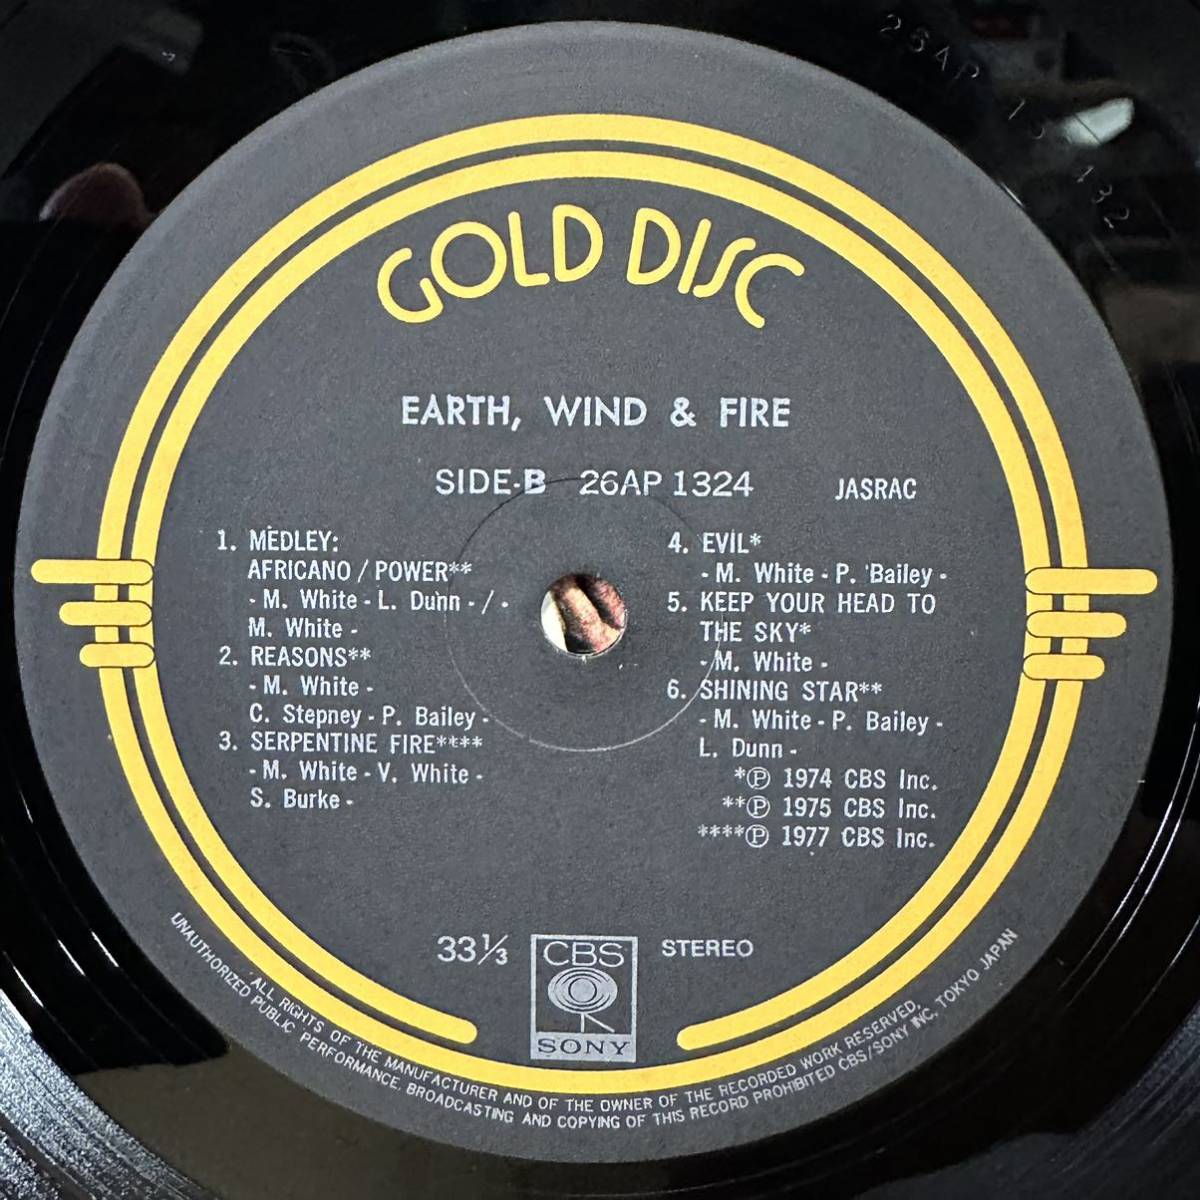 26AP 13 132
GOLD DISC
EARTH, WIND & FIRE
SIDE-B 26AP 1324 JASRAC
1. MEDLEY:
AFRICANO / POWER**
- M. White - L. Dunn - / -
M. White -
2. REASONS**
- M. White -
C. Stepney - P. Bailey -
3. SERPENTINE FIRE****
- M. White - V. White -
S. Burke -
4. EVIL*
- M. White - P. Bailey -
5. KEEP YOUR HEAD TO
THE SKY*
- M. White -
6. SHINING STAR**
- M. White - P. Bailey -
L. Dunn -
*Ⓟ 1974 CBS Inc.
**Ⓟ 1975 CBS Inc.
****Ⓟ 1977 CBS Inc.
33⅓ CBS STEREO
SONY
ALL RIGHTS OF THE MANUFACTURER AND OF THE OWNER OF THE RECORDED WORK RESERVED.
UNAUTHORIZED PUBLIC PERFORMANCE. BROADCASTING AND COPYING OF THIS RECORD PROHIBITED CBS/SONY INC. TOKYO JAPAN